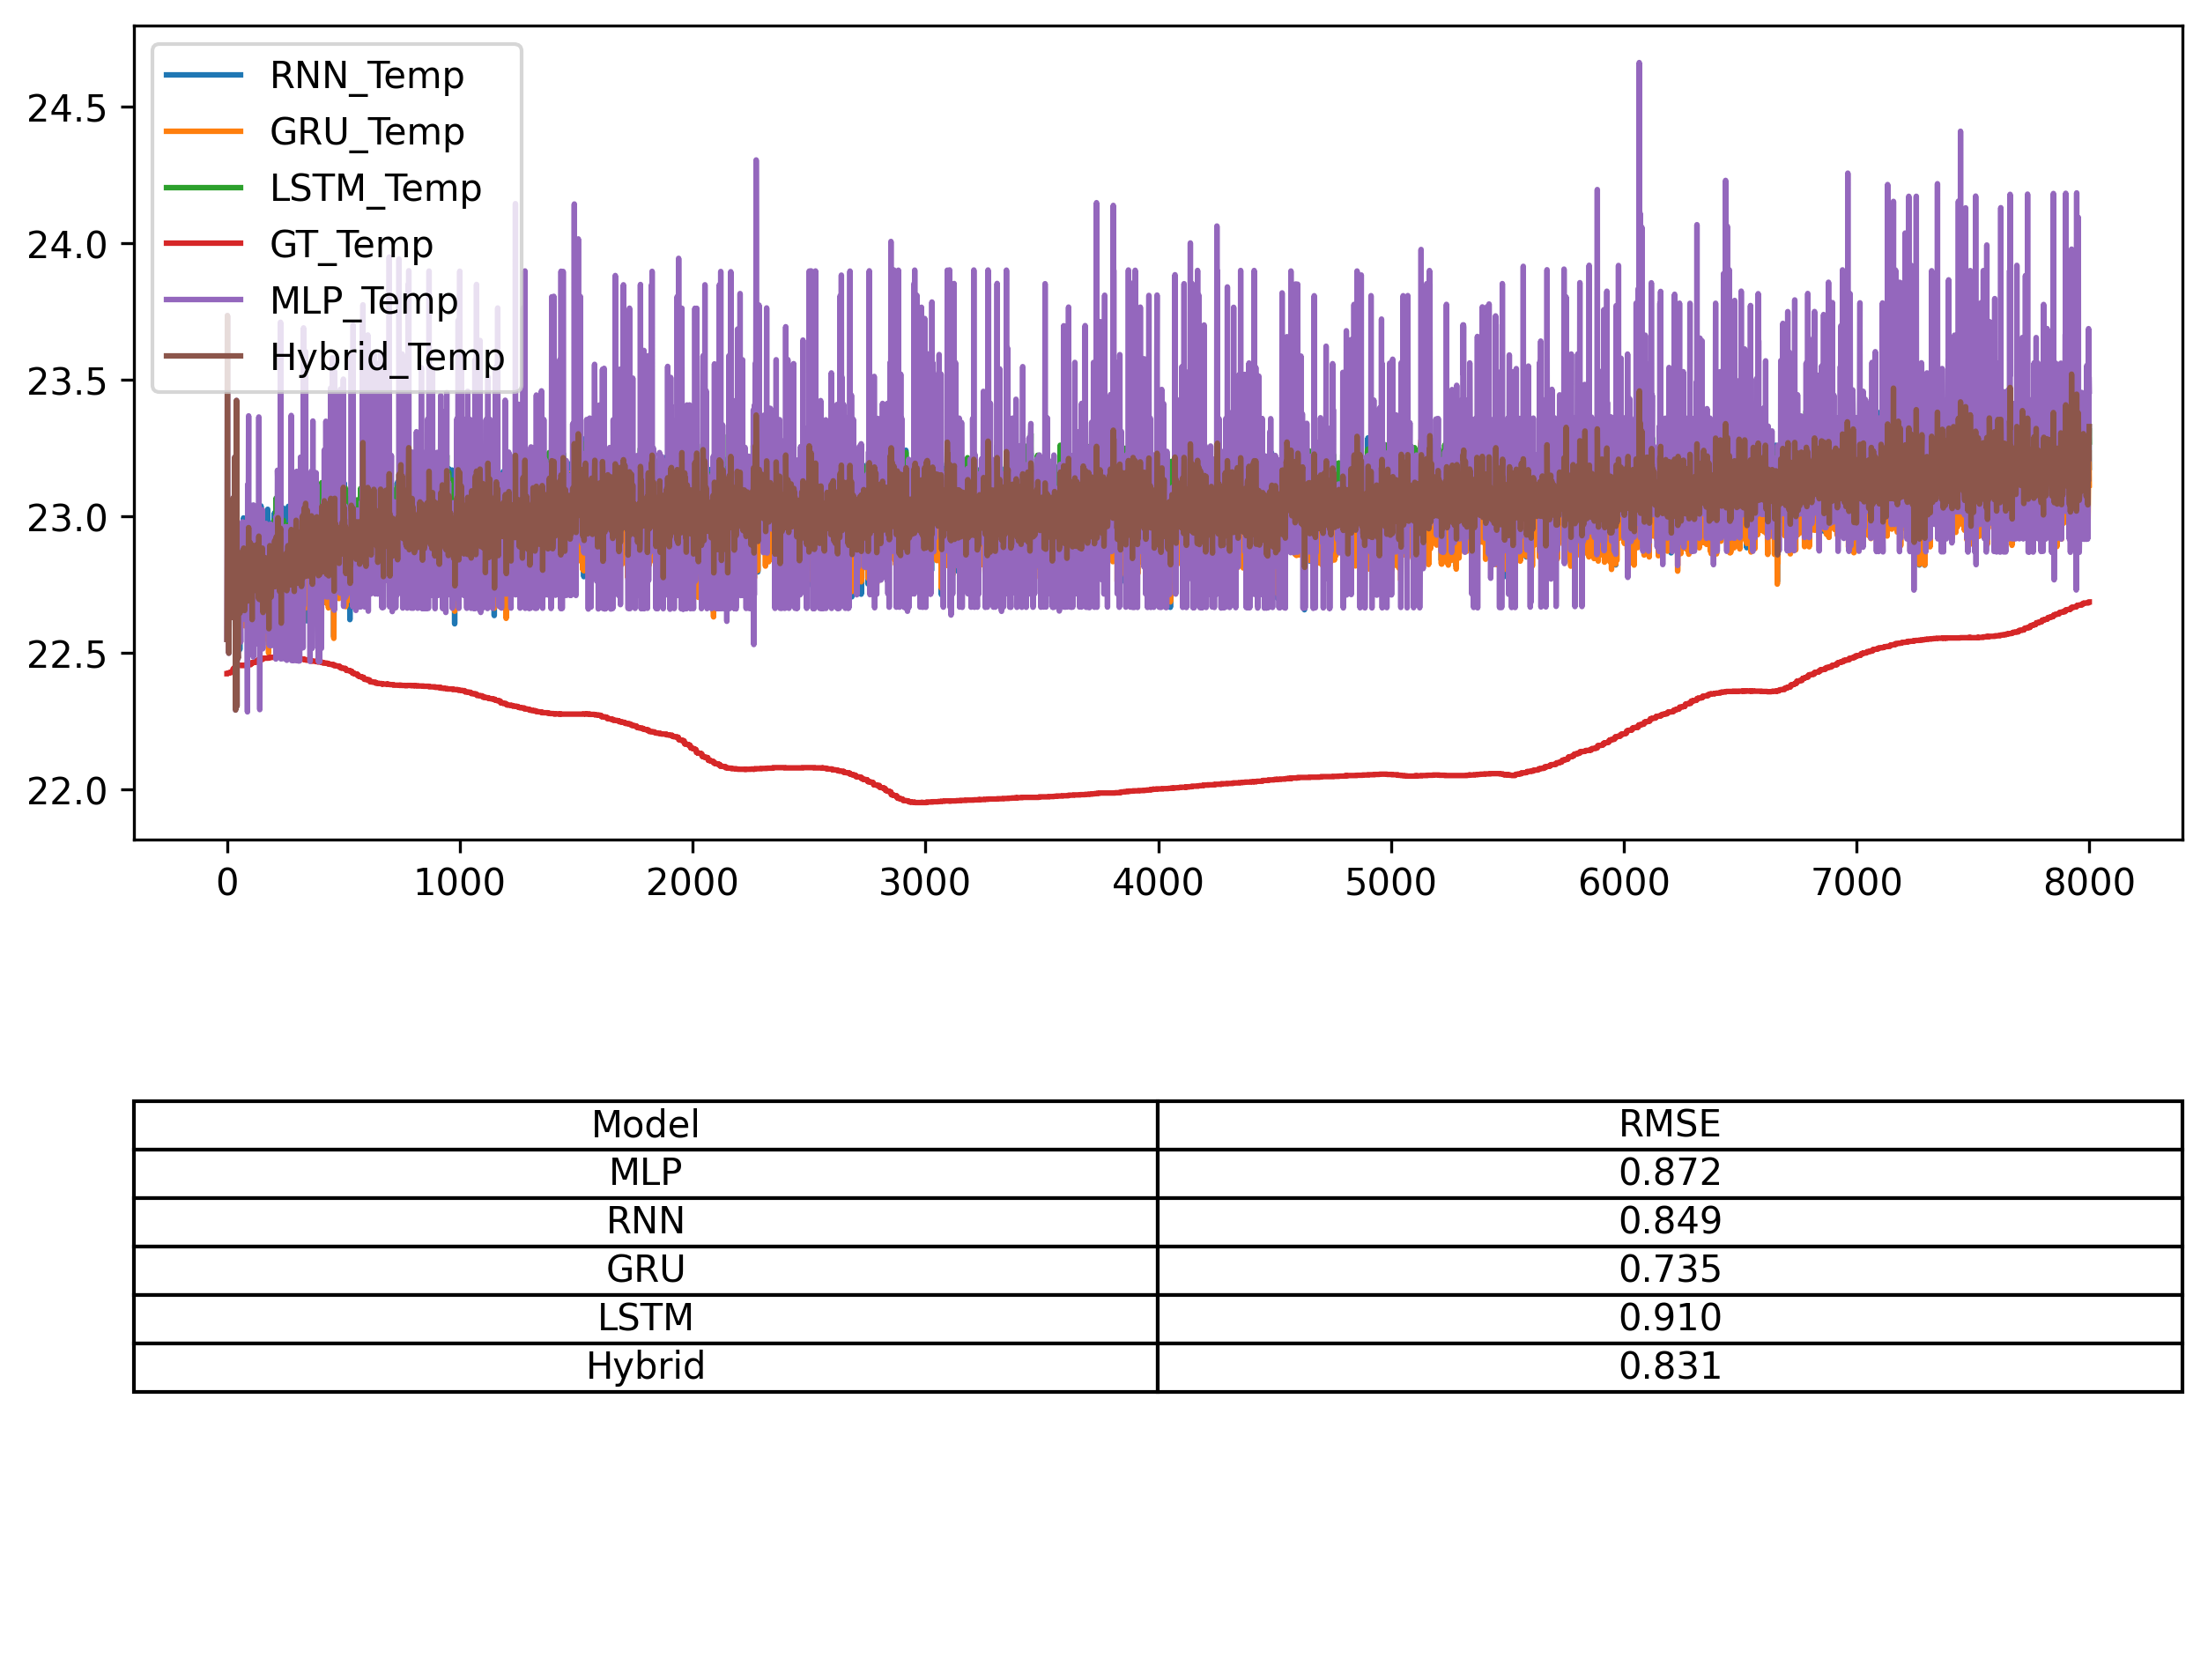 RNN_Temp
GRU_Temp
LSTM_Temp
GT_Temp
MLP_Temp
Hybrid_Temp
24.5
24.0
23.5
23.0
22.5
22.0
0 1000 2000 3000 4000 5000 6000 7000 8000
Model RMSE
MLP 0.872
RNN 0.849
GRU 0.735
LSTM 0.910
Hybrid 0.831